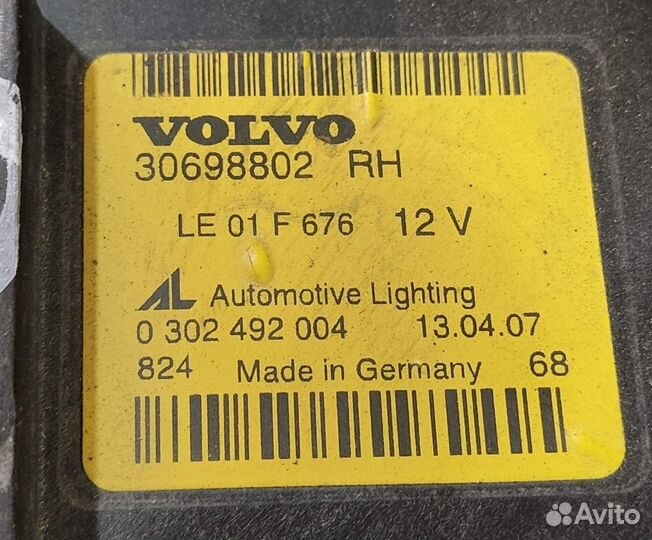 VOLVO
30698802 RH
LE 01 F 676 12 V
AL Automotive Lighting
0 302 492 004 13.04.07
824 Made in Germany 68
Avito